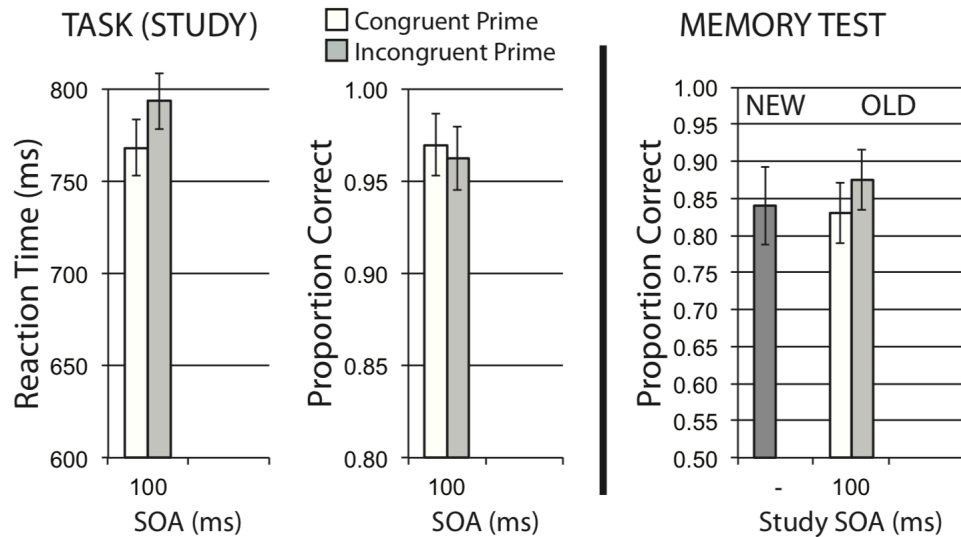 TASK (STUDY)
Congruent Prime
Incongruent Prime
MEMORY TEST
Reaction Time (ms)
800
750
700
650
600
100
SOA (ms)
Proportion Correct
1.00
0.95
0.90
0.85
0.80
100
SOA (ms)
Proportion Correct
1.00
0.95
0.90
0.85
0.80
0.75
0.70
0.65
0.60
0.55
0.50
NEW OLD
- 100
Study SOA (ms)